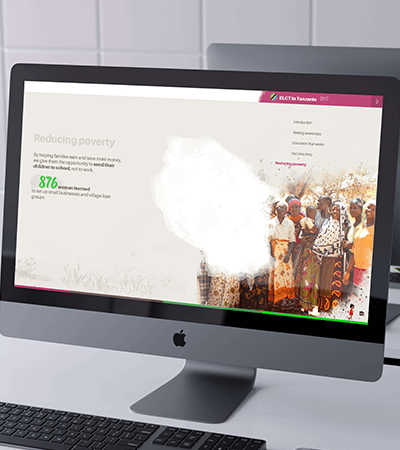 ELCT in Tanzania 2017
Introduction
Raising awareness
Education that works
Success story
Reducing poverty
Reducing poverty
By helping families earn and save more money,
we give them the opportunity to send their
children to school, not to work.
876 women learned
to set up small businesses and village loan
groups